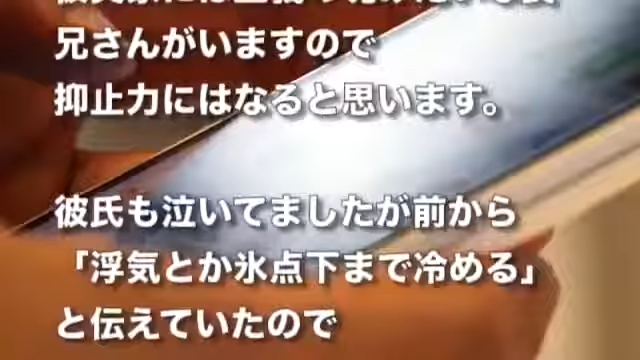 兄さんがいますので
抑止力にはなると思います。
彼氏も泣いてましたが前から
「浮気とか氷点下まで冷める」
と伝えていたので